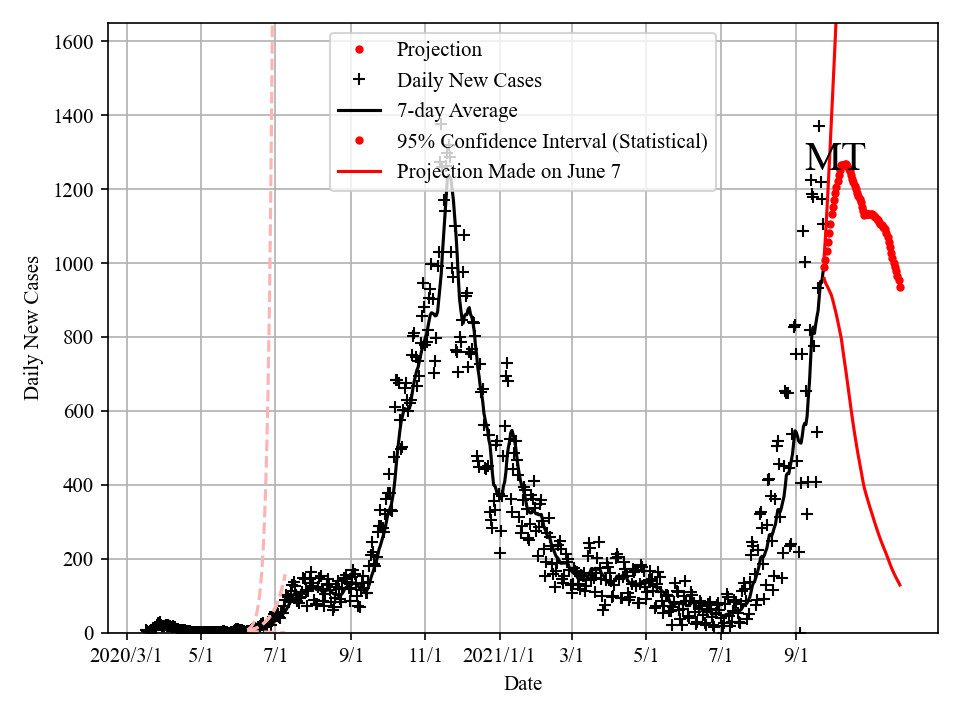 1600
1400
1200
1000
800
600
400
200
0
Daily New Cases
Projection
Daily New Cases
7-day Average
95% Confidence Interval (Statistical)
Projection Made on June 7
MT
2020/3/1 5/1 7/1 9/1 11/1 2021/1/1 3/1 5/1 7/1 9/1
Date